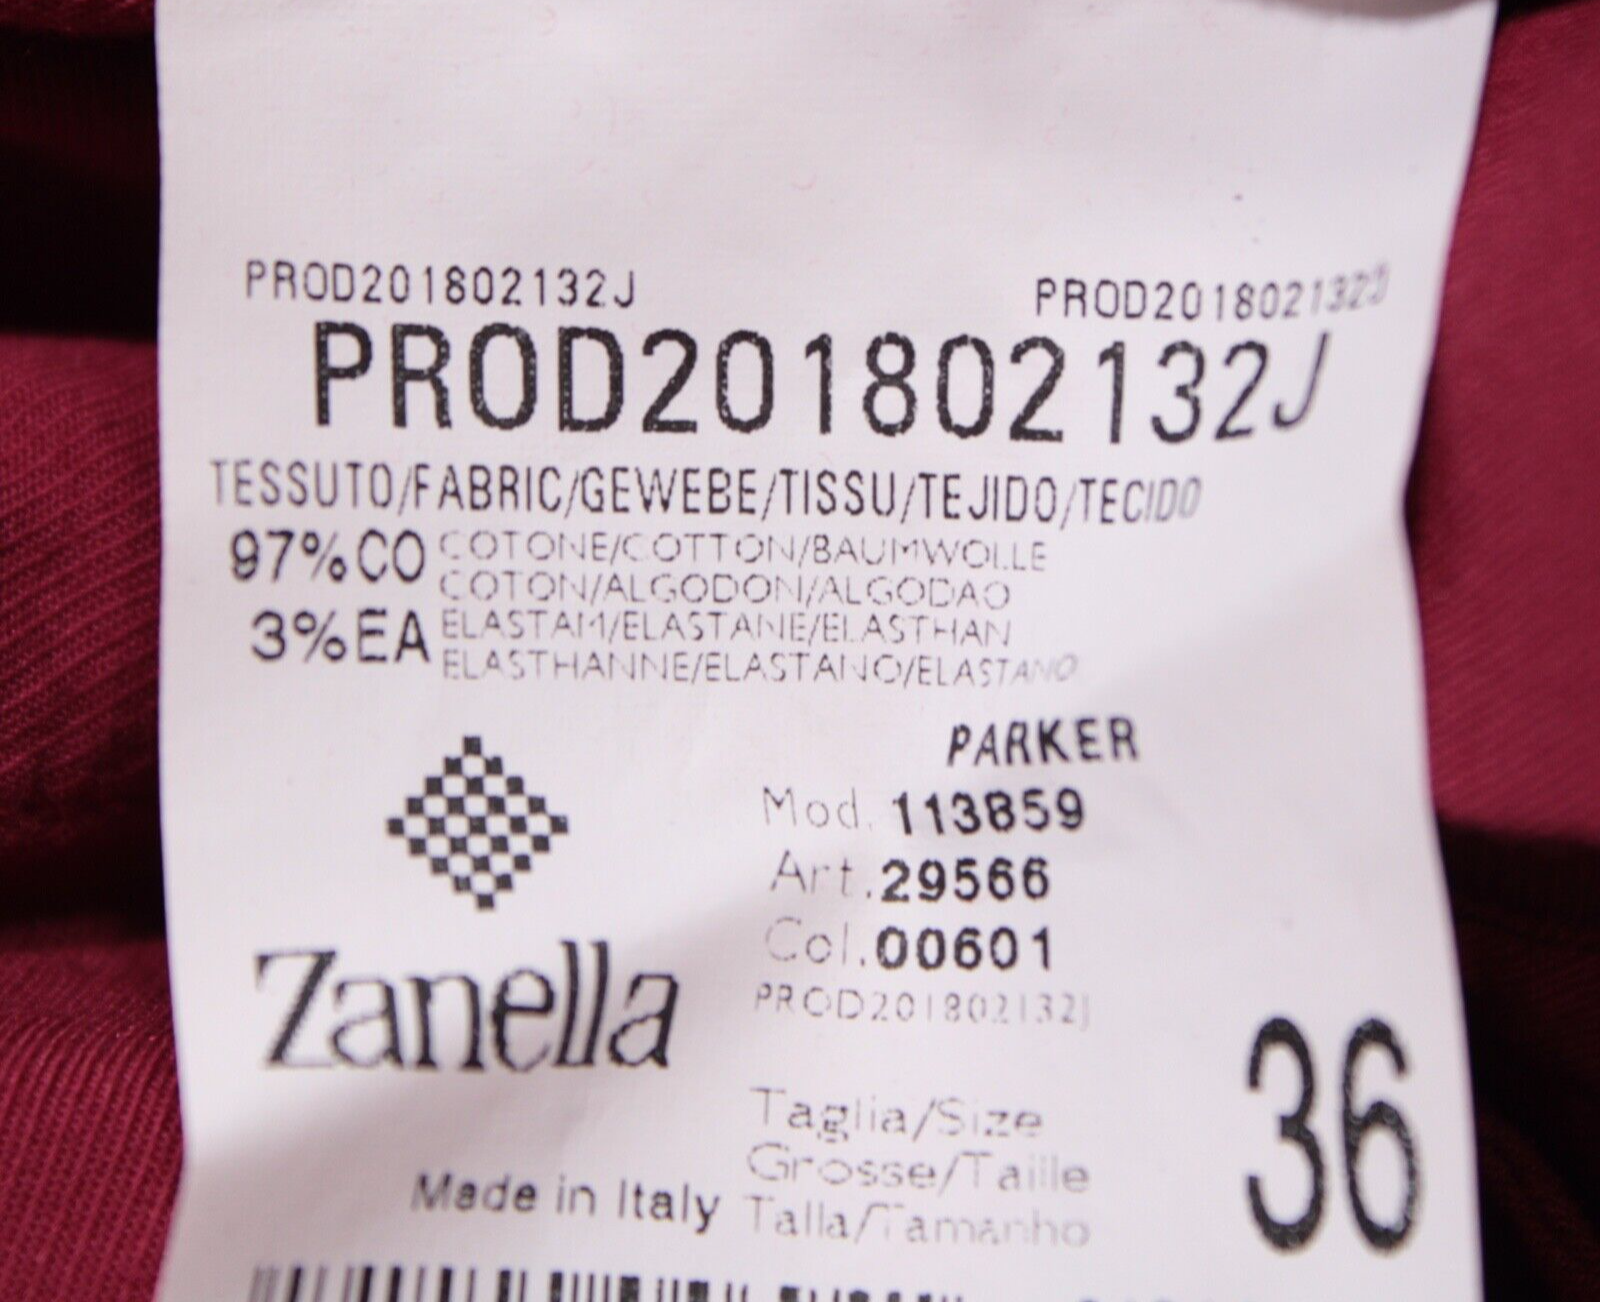 PROD201802132J PROD201802132J
PROD201802132J
TESSUTO/FABRIC/GEWEBE/TISSU/TEJIDO/TECIDO
97%CO COTONE/COTTON/BAUMWOLLE
COTON/ALGODON/ALGODAO
3%EA ELASTAM/ELASTANE/ELASTHAN
ELASTHANNE/ELASTANO/ELASTANO
PARKER
Mod. 113859
Art. 29566
Col. 00601
PROD201802132J
Zanella
Taglia/Size
Grosse/Taille
Talla/Tamanho
36
Made in Italy